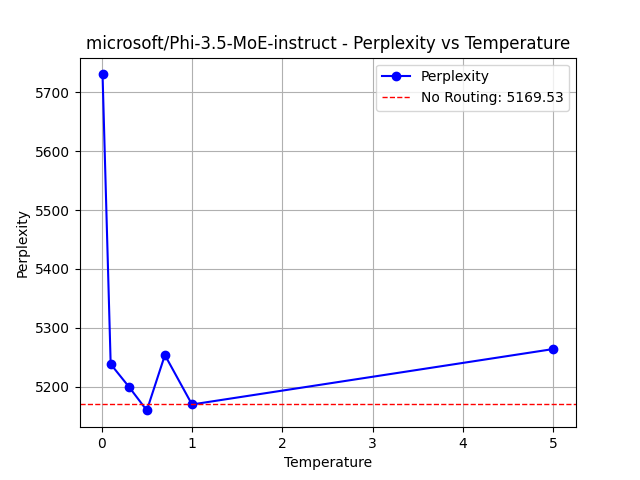 microsoft/Phi-3.5-MoE-instruct - Perplexity vs Temperature
Perplexity
No Routing: 5169.53
5700
5600
5500
5400
5300
5200
Perplexity
0 1 2 3 4 5
Temperature